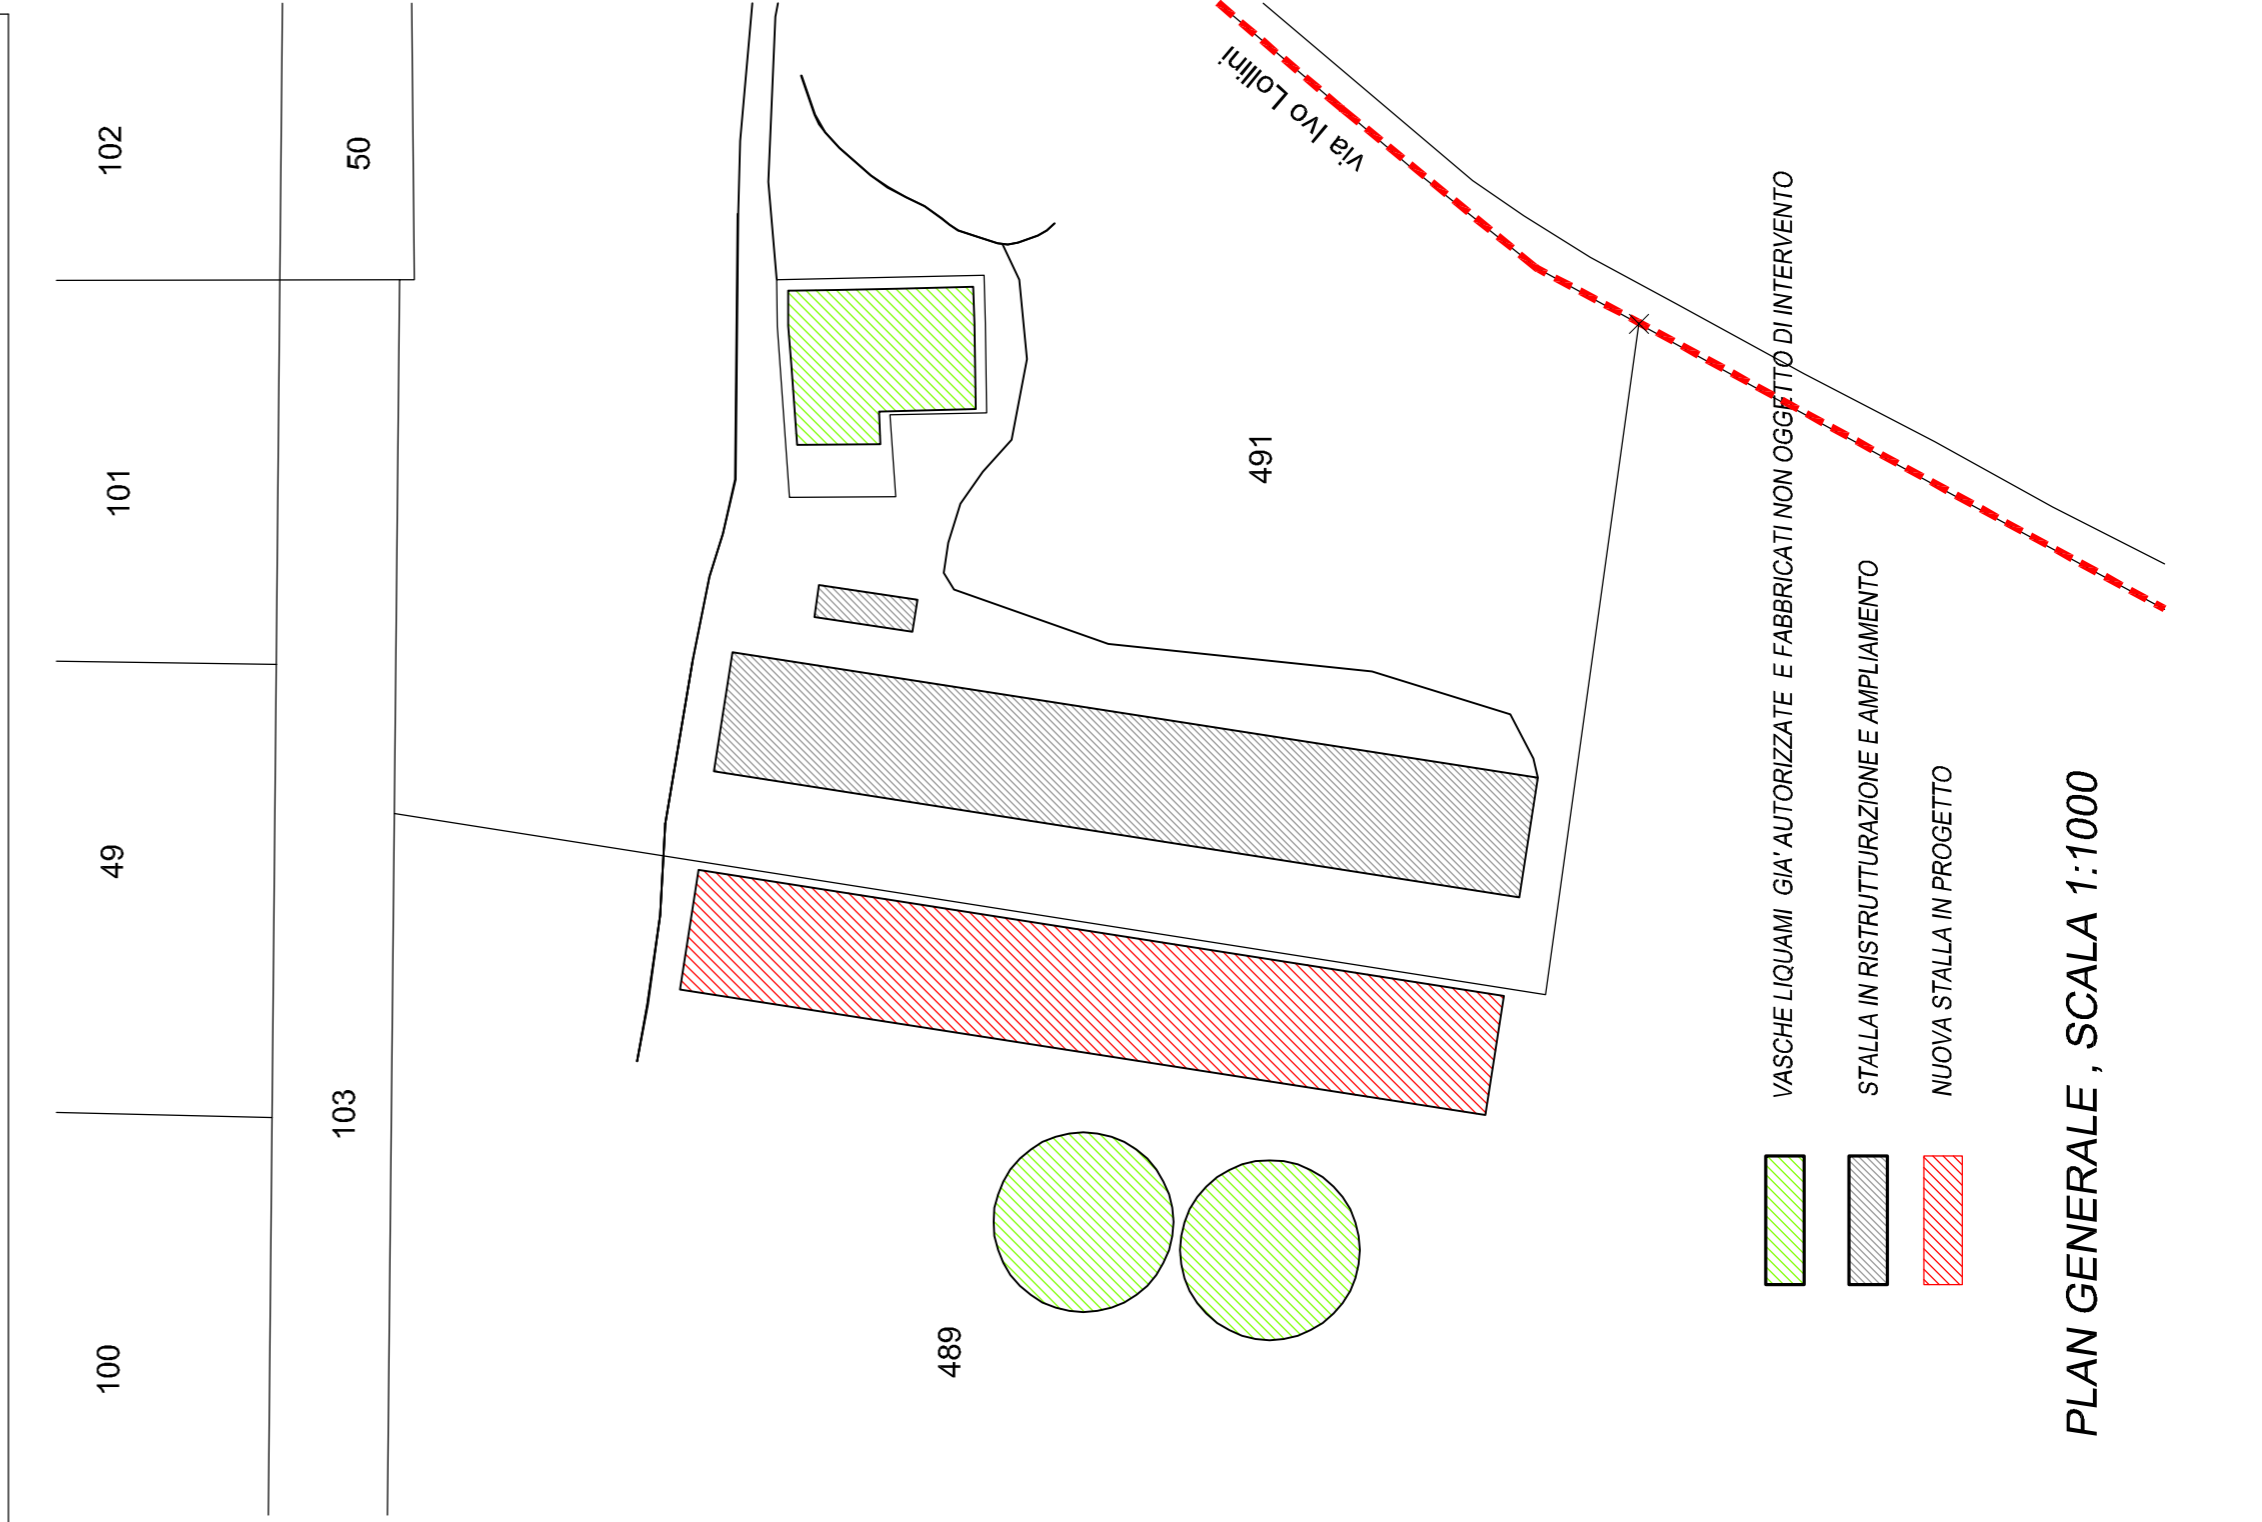 102
50
101
49
103
100
via Ivo Lollini
491
489
VASCHE LIQUAMI GIA' AUTORIZZATE E FABBRICATI NON OGGETTO DI INTERVENTO
STALLA IN RISTRUTTURAZIONE E AMPLIAMENTO
NUOVA STALLA IN PROGETTO
PLAN GENERALE , SCALA 1:1000